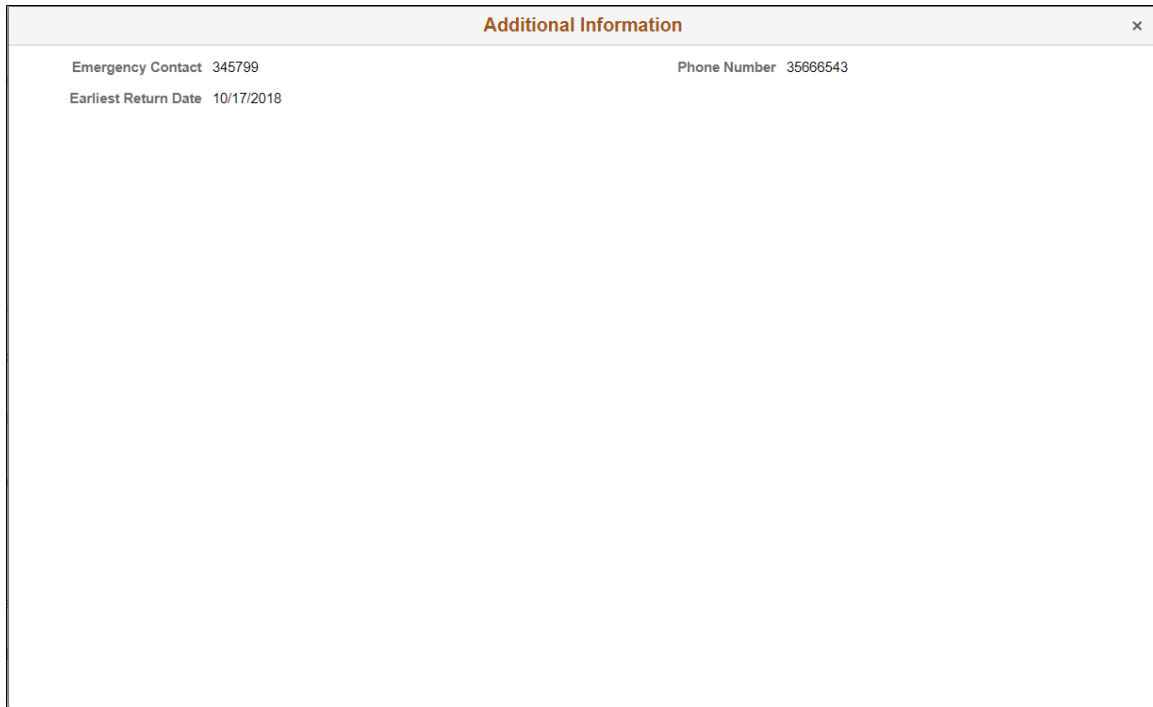 Additional Information ×
Emergency Contact 345799 Phone Number 35666543
Earliest Return Date 10/17/2018